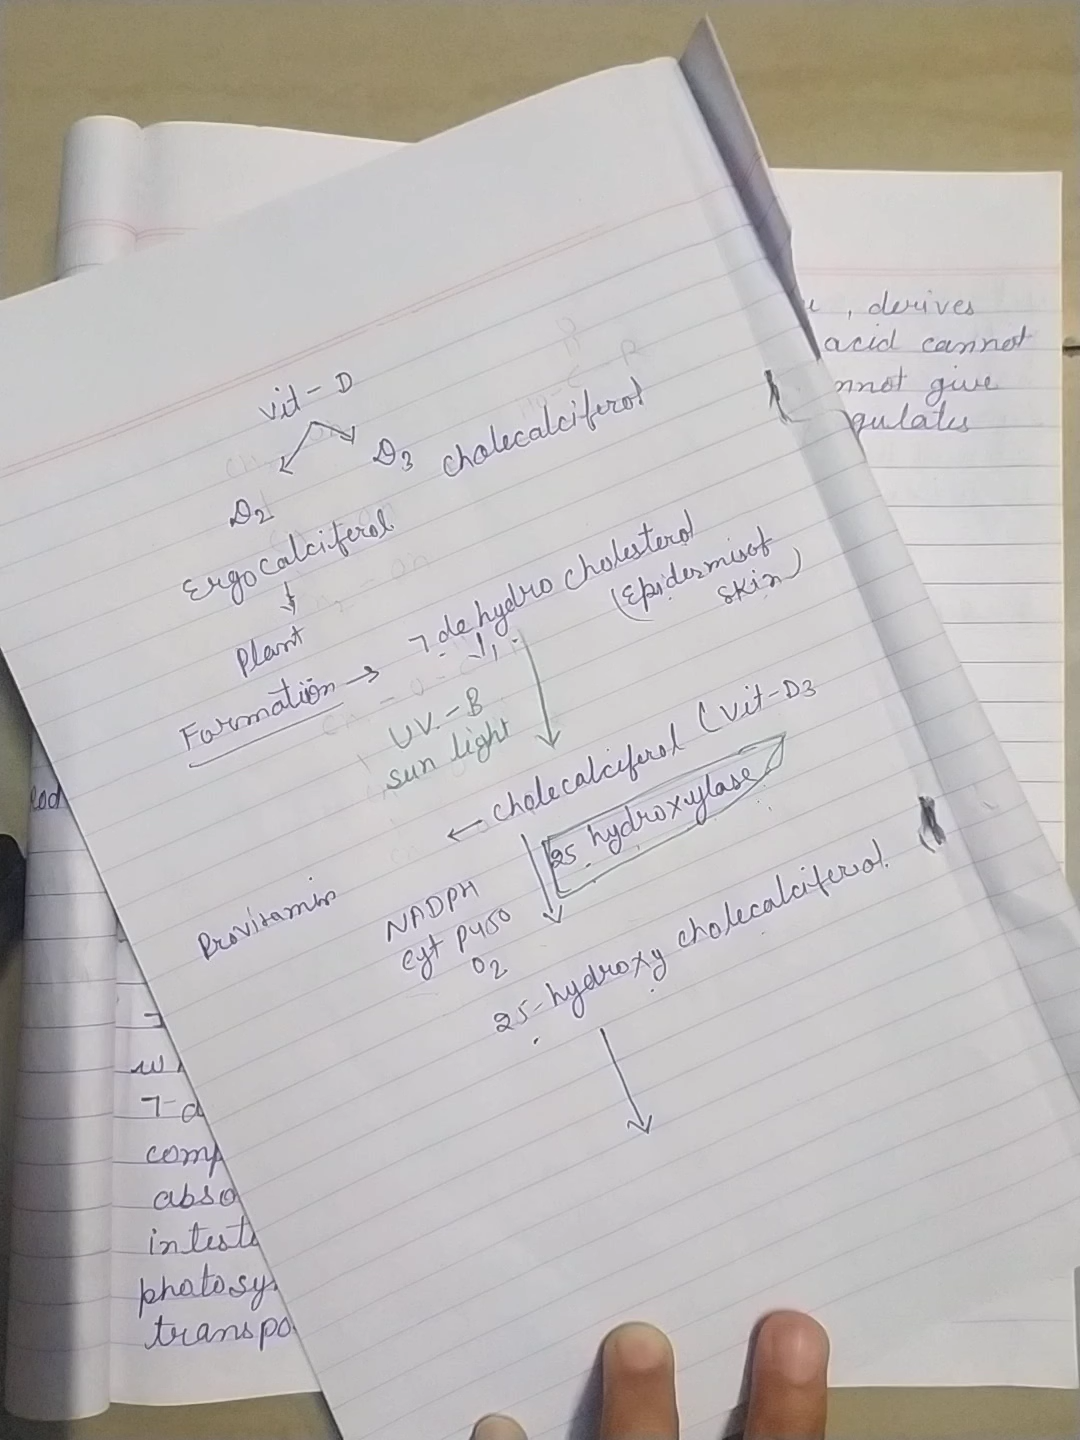 vit-D
D3 cholecalciferol
D2
Ergocalciferol
Plant
Formation → 7 dehydro cholesterol
(Epidermis of
skin)
UV-B
sun light
← cholecalciferol (vit-D3
25 hydroxylase
Provitamin
NADPH
cyt P450
O2
25-hydroxy cholecalciferol.
, derives
acid cannot
nnot give
gulates
7-d
comp
abso
intest
photosy
transpo